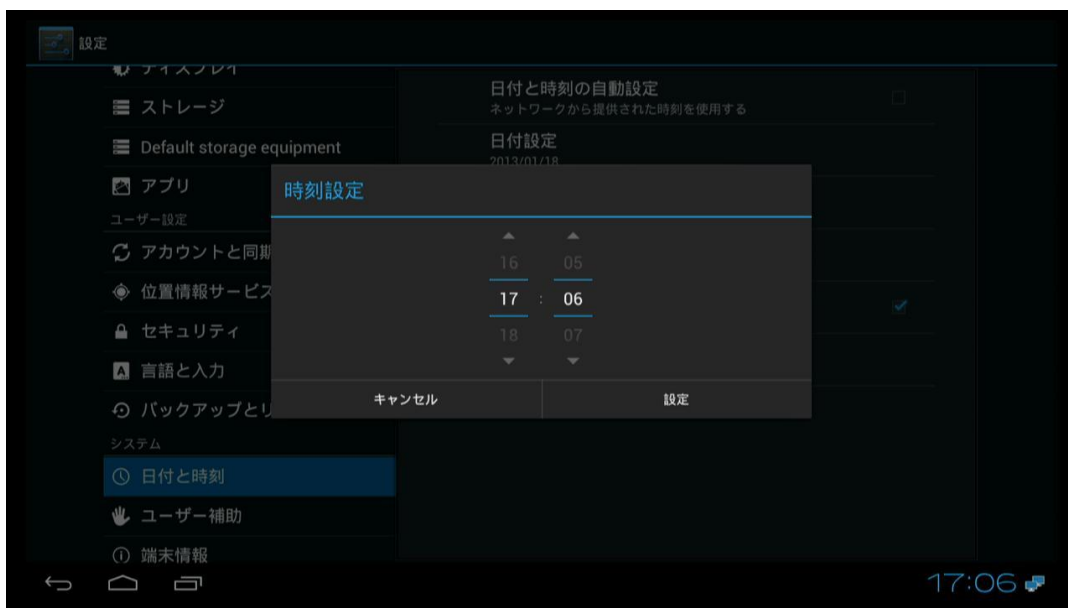 設定
ディスプレイ
ストレージ
Default storage equipment
アプリ
ユーザー設定
アカウントと同期
位置情報サービス
セキュリティ
言語と入力
バックアップとリ
システム
日付と時刻
ユーザー補助
端末情報
日付と時刻の自動設定
ネットワークから提供された時刻を使用する
日付設定
2013/01/18
時刻設定
16 05
17 : 06
18 07
キャンセル 設定
17:06